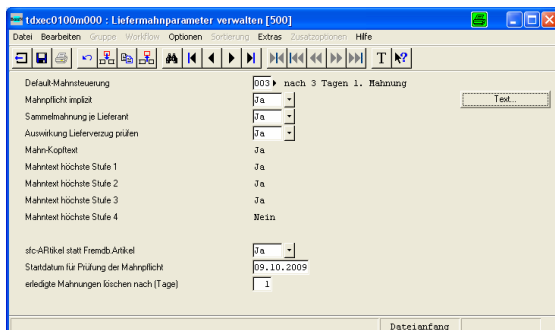 tdxec0100m000 : Liefermahnparameter verwalten [500]
Datei Bearbeiten Gruppe Workflow Optionen Sortierung Extras Zusatzoptionen Hilfe
T
Default-Mahnsteuerung 003 nach 3 Tagen 1. Mahnung
Mahnpflicht implizit Ja Text...
Sammelmahnung je Lieferant Ja
Auswirkung Lieferverzug prüfen Ja
Mahn-Kopftext Ja
Mahntext höchste Stufe 1 Ja
Mahntext höchste Stufe 2 Ja
Mahntext höchste Stufe 3 Ja
Mahntext höchste Stufe 4 Nein
sfc-ARtikel statt Fremdb.Artikel Ja
Startdatum für Prüfung der Mahnpflicht 09.10.2009
erledigte Mahnungen löschen nach (Tage) 1
Dateianfang